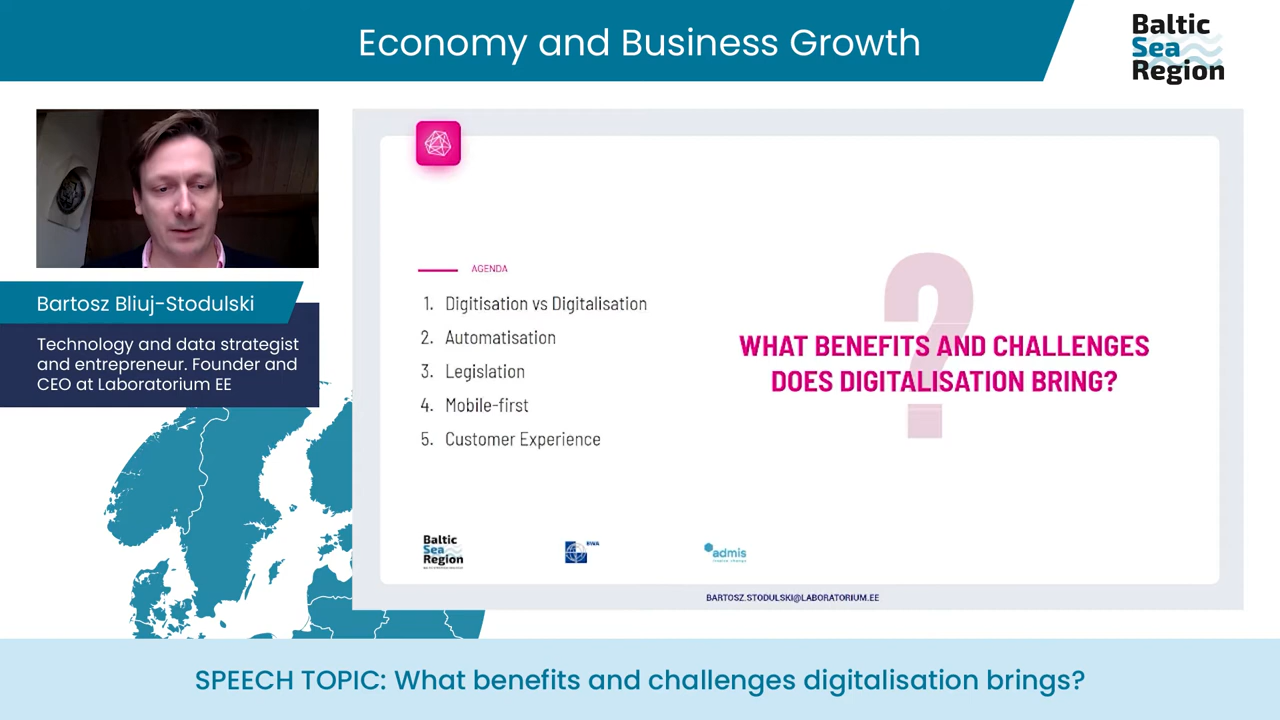 Economy and Business Growth
Baltic
Sea
Region
Bartosz Bliuj-Stodulski
Technology and data strategist
and entrepreneur. Founder and
CEO at Laboratorium EE
AGENDA
1. Digitisation vs Digitalisation
2. Automatisation
3. Legislation
4. Mobile-first
5. Customer Experience
?
WHAT BENEFITS AND CHALLENGES
DOES DIGITALISATION BRING?
Baltic
Sea
Region
admis
BARTOSZ.STODULSKI@LABORATORIUM.EE
SPEECH TOPIC: What benefits and challenges digitalisation brings?